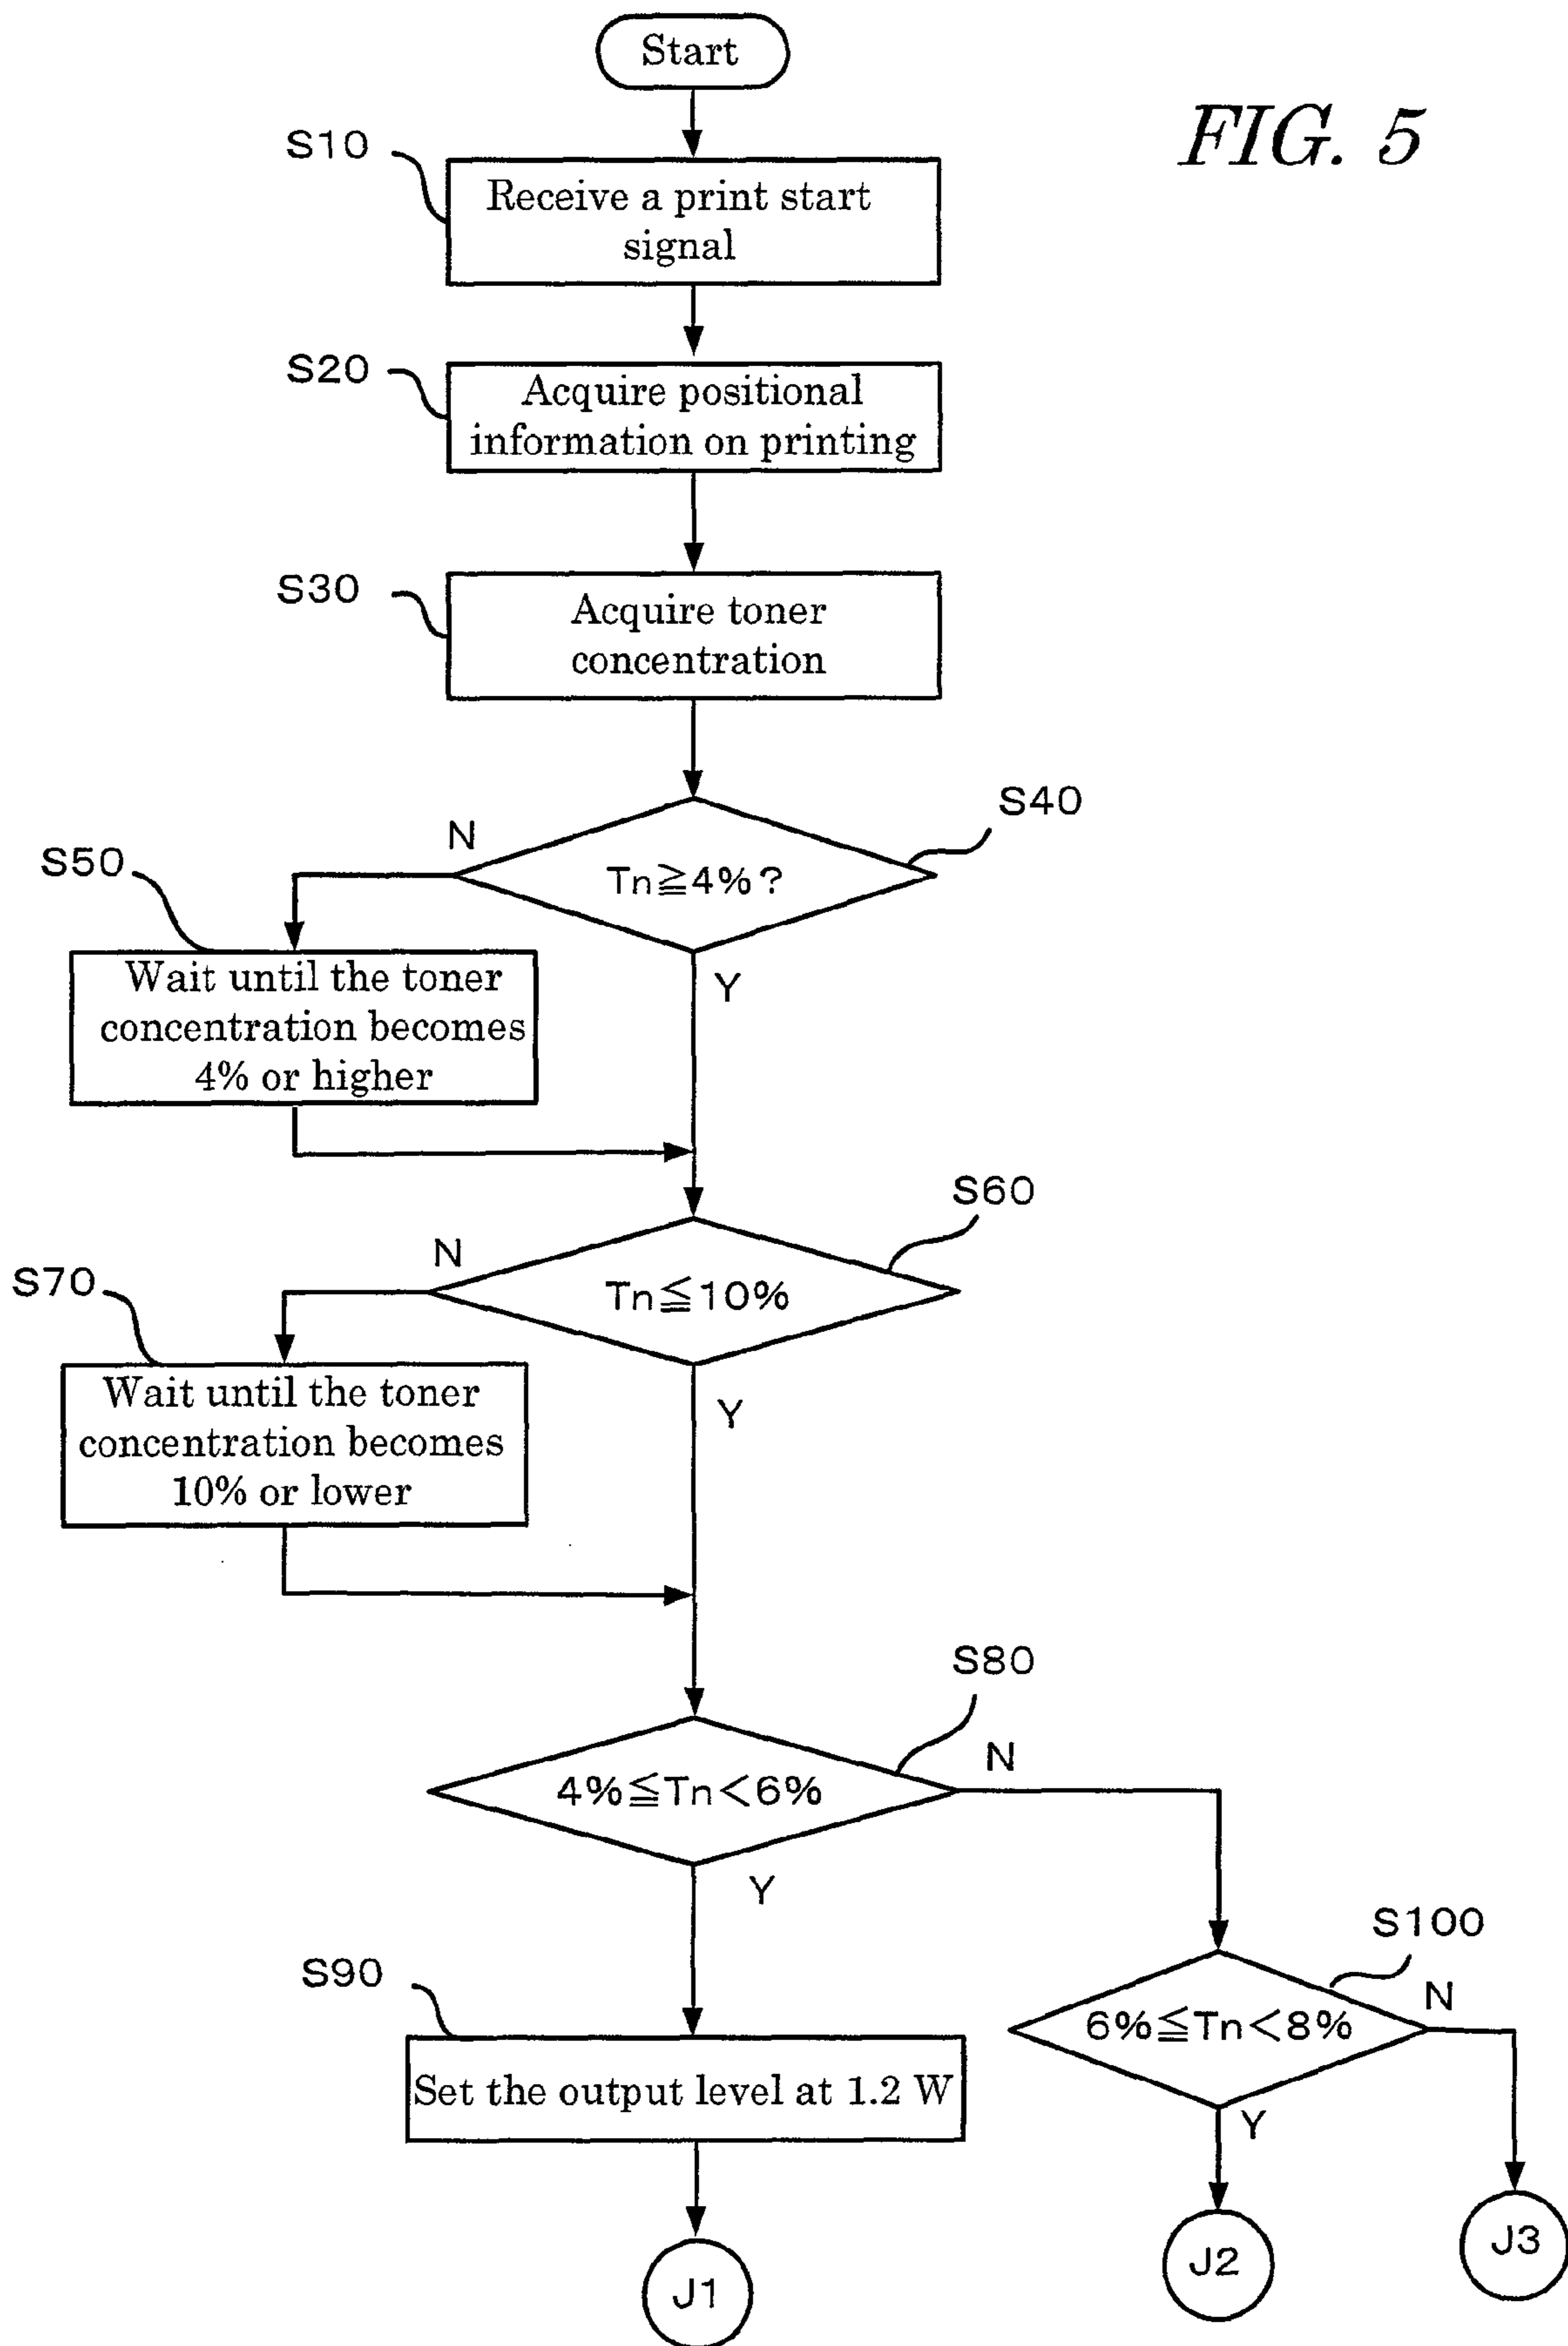 Start
FIG. 5
S10
Receive a print start
signal
S20
Acquire positional
information on printing
S30
Acquire toner
concentration
S40
N
Tn≧4%?
S50
Y
Wait until the toner
concentration becomes
4% or higher
S60
N
Tn≦10%
S70
Y
Wait until the toner
concentration becomes
10% or lower
S80
N
4%≦Tn<6%
Y
S100
S90
N
6%≦Tn<8%
Set the output level at 1.2 W
Y
J1
J2
J3